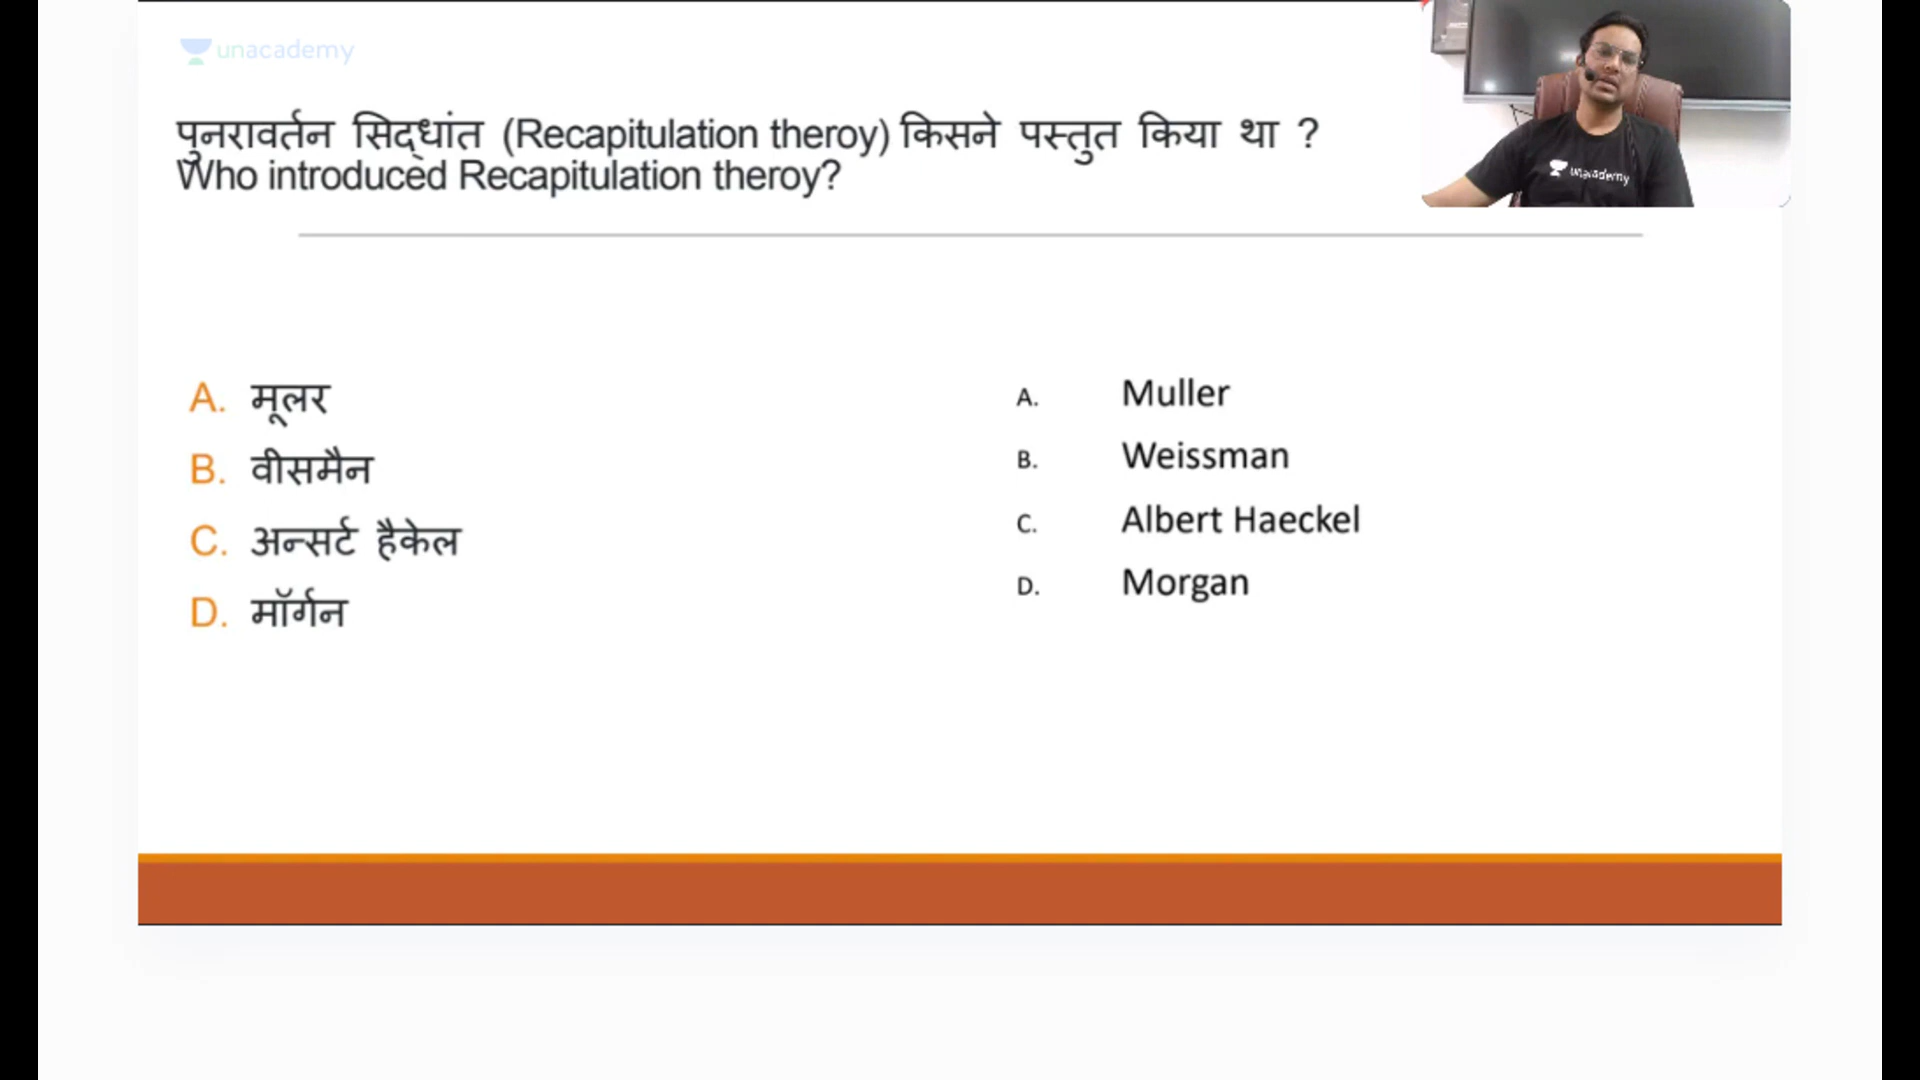 unacademy
पुनरावर्तन सिद्धांत (Recapitulation theroy) किसने पस्तुत किया था ?
Who introduced Recapitulation theroy?
A. मूलर
B. वीसमैन
C. अन्सर्ट हैकेल
D. मॉर्गन
A. Muller
B. Weissman
C. Albert Haeckel
D. Morgan
unacademy